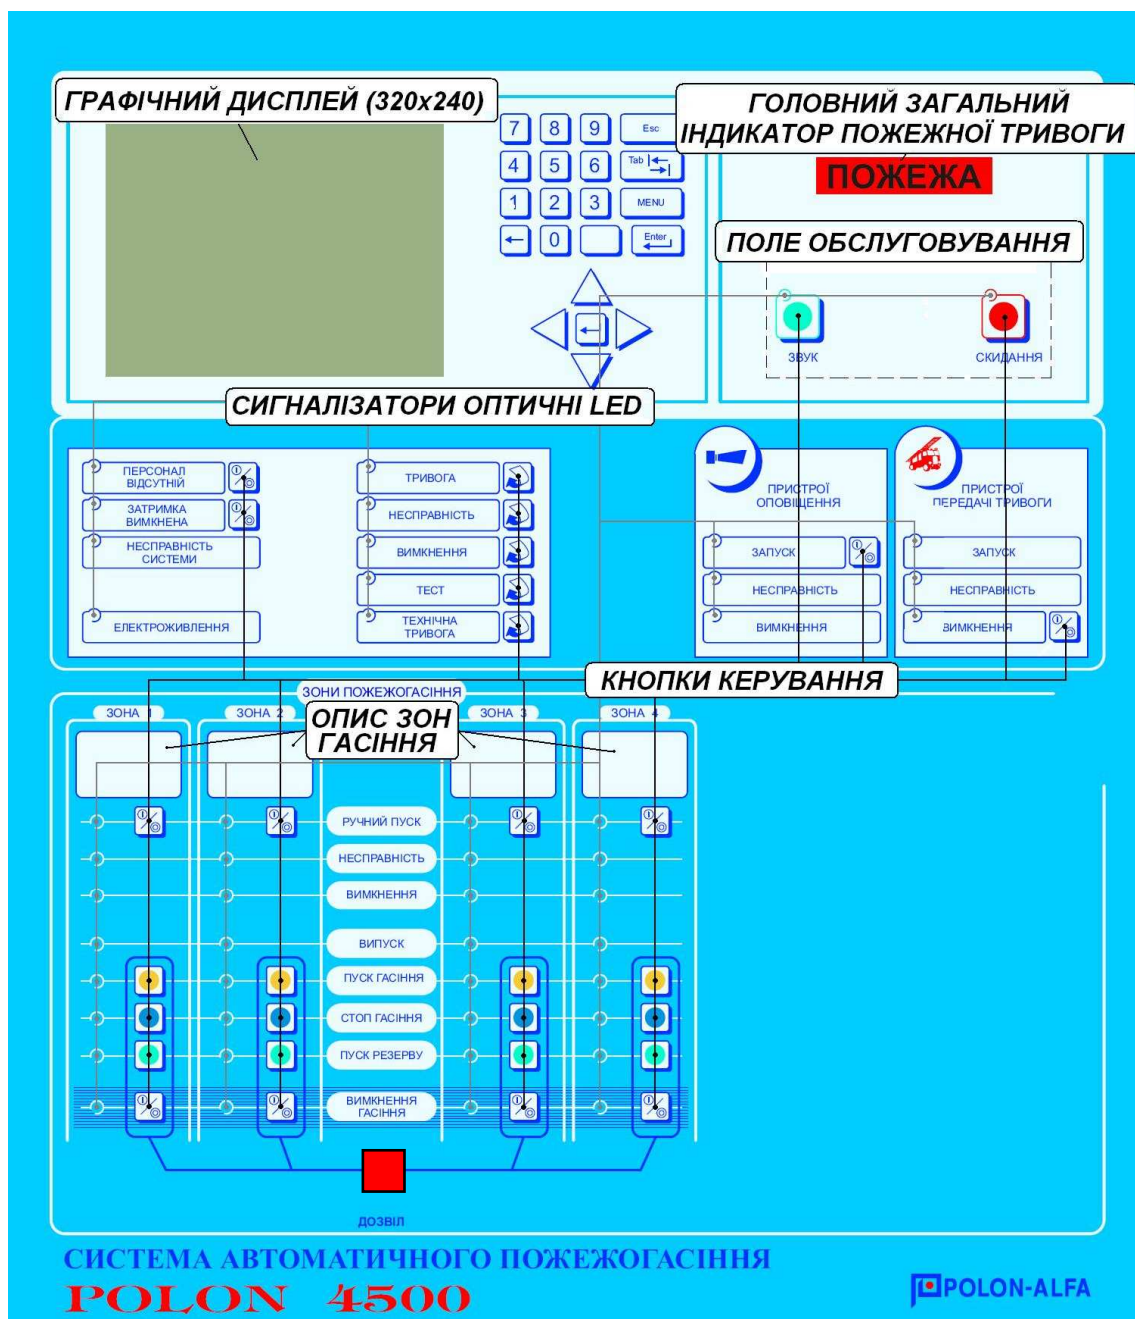 ГРАФІЧНИЙ ДИСПЛЕЙ (320x240)
ГОЛОВНИЙ ЗАГАЛЬНИЙ
ІНДИКАТОР ПОЖЕЖНОЇ ТРИВОГИ
ПОЖЕЖА
7 8 9 Esc
4 5 6 Tab
1 2 3 MENU
0 Enter
ПОЛЕ ОБСЛУГОВУВАННЯ
ЗВУК
СКИДАННЯ
СИГНАЛІЗАТОРИ ОПТИЧНІ LED
ПЕРСОНАЛ
ВІДСУТНІЙ
ЗАТРИМКА
ВИМКНЕНА
НЕСПРАВНІСТЬ
СИСТЕМИ
ЕЛЕКТРОЖИВЛЕННЯ
ТРИВОГА
НЕСПРАВНІСТЬ
ВИМКНЕННЯ
ТЕСТ
ТЕХНІЧНА
ТРИВОГА
ПРИСТРОЇ
ОПОВІЩЕННЯ
ЗАПУСК
НЕСПРАВНІСТЬ
ВИМКНЕННЯ
ПРИСТРОЇ
ПЕРЕДАЧІ ТРИВОГИ
ЗАПУСК
НЕСПРАВНІСТЬ
ВИМКНЕННЯ
КНОПКИ КЕРУВАННЯ
ЗОНИ ПОЖЕЖОГАСІННЯ
ЗОНА 1
ЗОНА 2
ОПИС ЗОН
ГАСІННЯ
ЗОНА 3
ЗОНА 4
РУЧНИЙ ПУСК
НЕСПРАВНІСТЬ
ВИМКНЕННЯ
ВИПУСК
ПУСК ГАСІННЯ
СТОП ГАСІННЯ
ПУСК РЕЗЕРВУ
ВИМКНЕННЯ
ГАСІННЯ
ДОЗВІЛ
СИСТЕМА АВТОМАТИЧНОГО ПОЖЕЖОГАСІННЯ
POLON 4500
POLON-ALFA